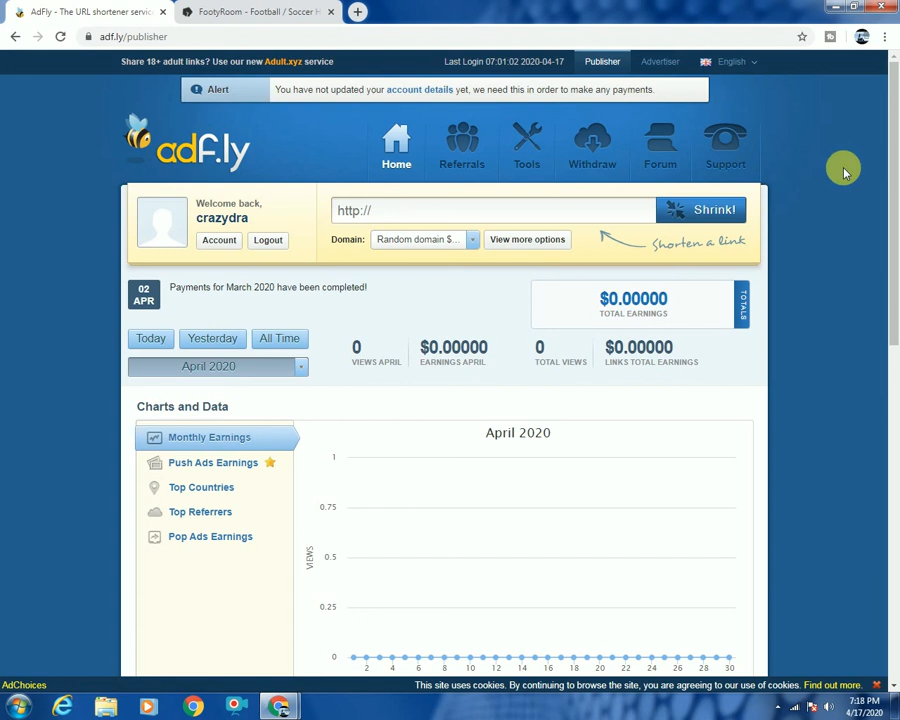 AdFly - The URL shortener service
FootyRoom - Football / Soccer H
adf.ly/publisher
Share 18+ adult links? Use our new Adult.xyz service
Last Login 07:01:02 2020-04-17
Publisher
Advertiser
English
Alert
You have not updated your account details yet, we need this in order to make any payments.
adf.ly
Home
Referrals
Tools
Withdraw
Forum
Support
Welcome back,
crazydra
Account
Logout
http://
Shrink!
Domain:
Random domain $...
View more options
Shorten a link
02
APR
Payments for March 2020 have been completed!
$0.00000
TOTAL EARNINGS
TOTALS
Today
Yesterday
All Time
April 2020
0
VIEWS APRIL
$0.00000
EARNINGS APRIL
0
TOTAL VIEWS
$0.00000
LINKS TOTAL EARNINGS
Charts and Data
Monthly Earnings
Push Ads Earnings
Top Countries
Top Referrers
Pop Ads Earnings
April 2020
1
0.75
0.5
0.25
0
VIEWS
2 4 6 8 10 12 14 16 18 20 22 24 26 28 30
AdChoices
This site uses cookies. By continuing to browse the site, you are agreeing to our use of cookies. Find out more.
7:18 PM
4/17/2020